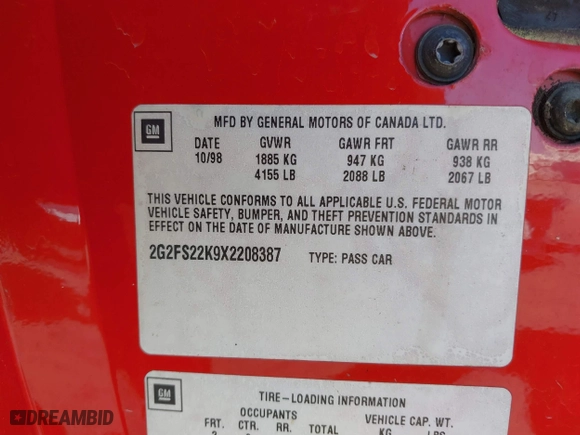 MFD BY GENERAL MOTORS OF CANADA LTD.
GM
DATE GVWR GAWR FRT GAWR RR
10/98 1885 KG 947 KG 938 KG
4155 LB 2088 LB 2067 LB
THIS VEHICLE CONFORMS TO ALL APPLICABLE U.S. FEDERAL MOTOR
VEHICLE SAFETY, BUMPER, AND THEFT PREVENTION STANDARDS IN
EFFECT ON THE DATE OF MANUFACTURE SHOWN ABOVE.
2G2FS22K9X2208387 TYPE: PASS CAR
GM
TIRE-LOADING INFORMATION
OCCUPANTS VEHICLE CAP. WT.
FRT. CTR. RR. TOTAL KG LBS
DREAMBID